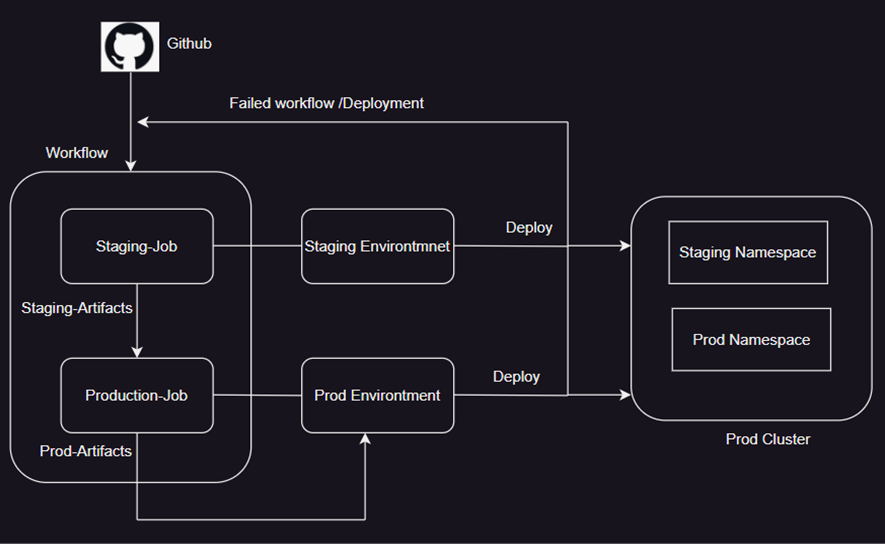 Github
Failed workflow /Deployment
Workflow
Staging-Job
Staging Environtmnet
Deploy
Staging Namespace
Staging-Artifacts
Prod Namespace
Production-Job
Prod Environtment
Deploy
Prod-Artifacts
Prod Cluster